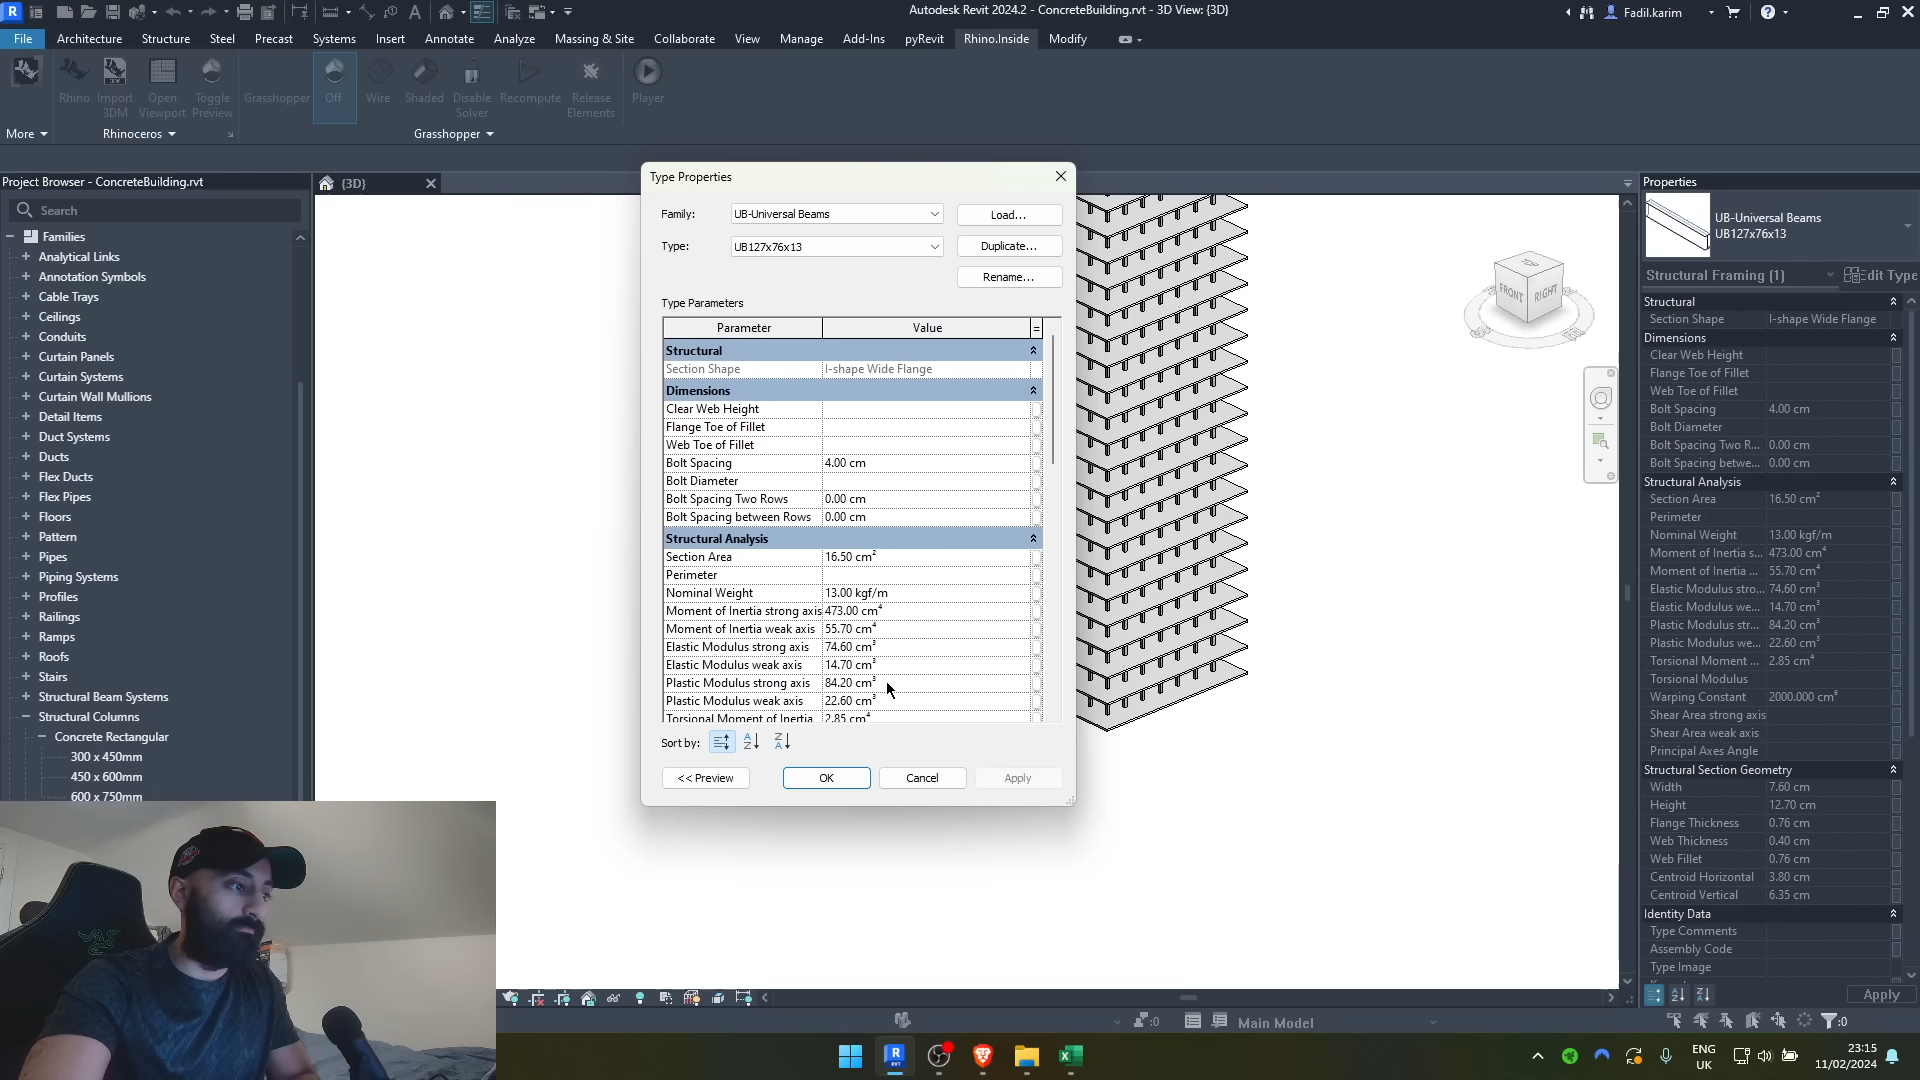 Autodesk Revit 2024.2 - ConcreteBuilding.rvt - 3D View: {3D}
Fadil.karim
File Architecture Structure Steel Precast Systems Insert Annotate Analyze Massing & Site Collaborate View Manage Add-Ins pyRevit Rhino.Inside Modify
Rhino
Import
3DM
Open
Viewport
Toggle
Preview
Grasshopper
Off
Wire
Shaded
Disable
Solver
Recompute
Release
Elements
Player
More
Rhinoceros
Grasshopper
Project Browser - ConcreteBuilding.rvt
Search
Families
Analytical Links
Annotation Symbols
Cable Trays
Ceilings
Conduits
Curtain Panels
Curtain Systems
Curtain Wall Mullions
Detail Items
Duct Systems
Ducts
Flex Ducts
Flex Pipes
Floors
Pattern
Pipes
Piping Systems
Profiles
Railings
Ramps
Roofs
Stairs
Structural Beam Systems
Structural Columns
Concrete Rectangular
300 x 450mm
450 x 600mm
600 x 750mm
{3D}
Type Properties
Family: UB-Universal Beams Load...
Type: UB127x76x13 Duplicate...
Rename...
Type Parameters
Parameter Value =
Structural
Section Shape I-shape Wide Flange
Dimensions
Clear Web Height
Flange Toe of Fillet
Web Toe of Fillet
Bolt Spacing 4.00 cm
Bolt Diameter
Bolt Spacing Two Rows 0.00 cm
Bolt Spacing between Rows 0.00 cm
Structural Analysis
Section Area 16.50 cm²
Perimeter
Nominal Weight 13.00 kgf/m
Moment of Inertia strong axis 473.00 cm⁴
Moment of Inertia weak axis 55.70 cm⁴
Elastic Modulus strong axis 74.60 cm³
Elastic Modulus weak axis 14.70 cm³
Plastic Modulus strong axis 84.20 cm³
Plastic Modulus weak axis 22.60 cm³
Torsional Moment of Inertia 2.85 cm⁴
Sort by:
<< Preview OK Cancel Apply
TOP
FRONT
RIGHT
Properties
UB-Universal Beams
UB127x76x13
Structural Framing (1) Edit Type
Structural
Section Shape I-shape Wide Flange
Dimensions
Clear Web Height
Flange Toe of Fillet
Web Toe of Fillet
Bolt Spacing 4.00 cm
Bolt Diameter
Bolt Spacing Two R... 0.00 cm
Bolt Spacing betwe... 0.00 cm
Structural Analysis
Section Area 16.50 cm²
Perimeter
Nominal Weight 13.00 kgf/m
Moment of Inertia s... 473.00 cm⁴
Moment of Inertia ... 55.70 cm⁴
Elastic Modulus stro... 74.60 cm³
Elastic Modulus we... 14.70 cm³
Plastic Modulus str... 84.20 cm³
Plastic Modulus we... 22.60 cm³
Torsional Moment ... 2.85 cm⁴
Torsional Modulus
Warping Constant 2000.000 cm⁶
Shear Area strong axis
Shear Area weak axis
Principal Axes Angle
Structural Section Geometry
Width 7.60 cm
Height 12.70 cm
Flange Thickness 0.76 cm
Web Thickness 0.40 cm
Web Fillet 0.76 cm
Centroid Horizontal 3.80 cm
Centroid Vertical 6.35 cm
Identity Data
Type Comments
Assembly Code
Type Image
Apply
:0
Main Model
:0
ENG
UK
23:15
11/02/2024